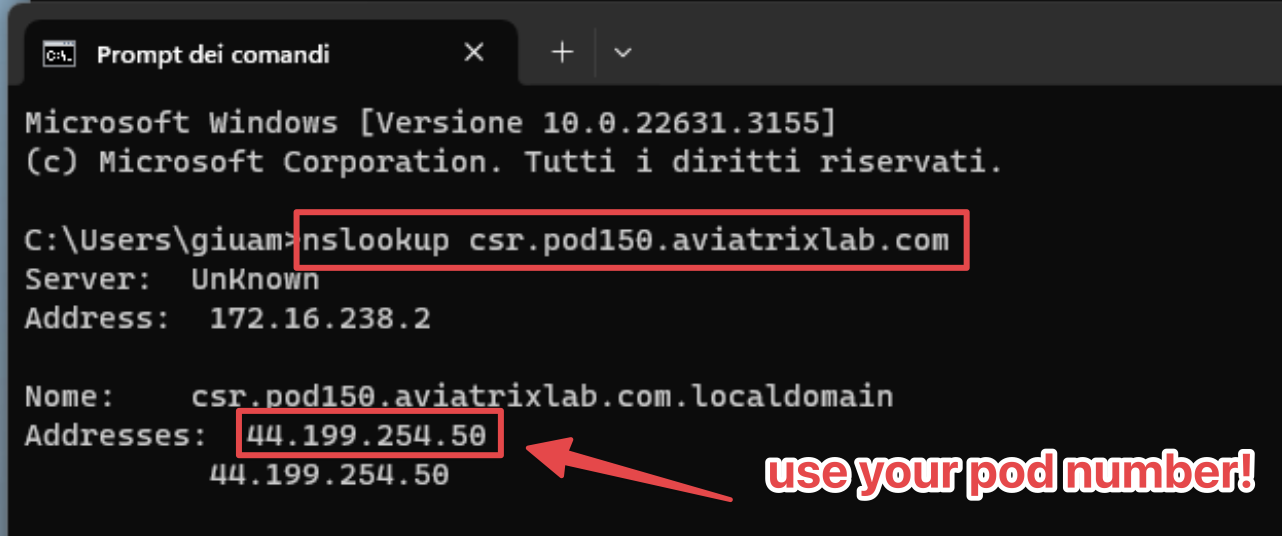 Prompt dei comandi
Microsoft Windows [Versione 10.0.22631.3155]
(c) Microsoft Corporation. Tutti i diritti riservati.
C:\Users\giuam>nslookup csr.pod150.aviatrixlab.com
Server:  UnKnown
Address:  172.16.238.2
Nome:    csr.pod150.aviatrixlab.com.localdomain
Addresses:  44.199.254.50
44.199.254.50
use your pod number!